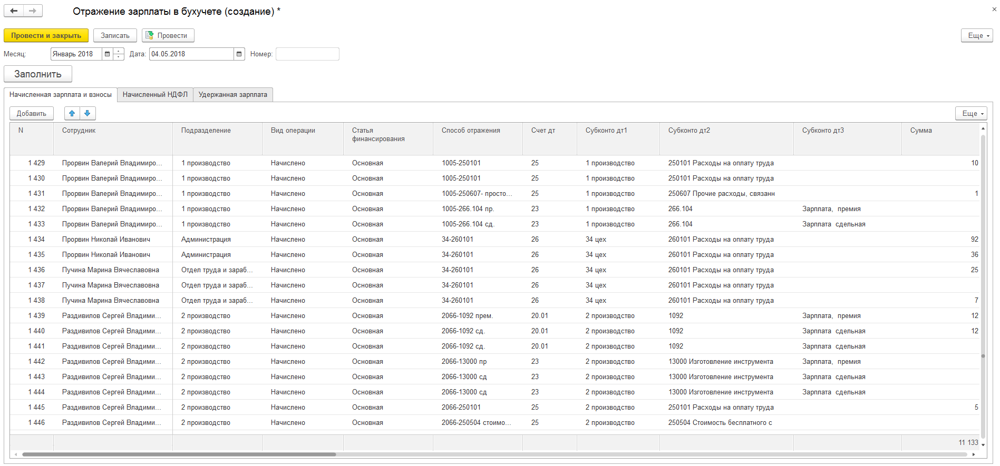 Отражение зарплаты в бухучете (создание) *
Провести и закрыть Записать Провести Еще
Месяц: Январь 2018 Дата: 04.05.2018 Номер:
Заполнить
Начисленная зарплата и взносы Начисленный НДФЛ Удержанная зарплата
Добавить Еще
N Сотрудник Подразделение Вид операции Статья финансирования Способ отражения Счет дт Субконто дт1 Субконто дт2 Субконто дт3 Сумма
1 429 Прорвин Валерий Владимиро... 1 производство Начислено Основная 1005-250101 25 1 производство 250101 Расходы на оплату труда 10
1 430 Прорвин Валерий Владимиро... 1 производство Начислено Основная 1005-250101 25 1 производство 250101 Расходы на оплату труда
1 431 Прорвин Валерий Владимиро... 1 производство Начислено Основная 1005-250607- просто... 25 1 производство 250607 Прочие расходы, связанн 1
1 432 Прорвин Валерий Владимиро... 1 производство Начислено Основная 1005-266.104 пр. 23 1 производство 266.104 Зарплата, премия
1 433 Прорвин Валерий Владимиро... 1 производство Начислено Основная 1005-266.104 сд. 23 1 производство 266.104 Зарплата сдельная
1 434 Прорвин Николай Иванович Администрация Начислено Основная 34-260101 26 34 цех 260101 Расходы на оплату труда 92
1 435 Прорвин Николай Иванович Администрация Начислено Основная 34-260101 26 34 цех 260101 Расходы на оплату труда 36
1 436 Пучина Марина Вячеславовна Отдел труда и зараб... Начислено Основная 34-260101 26 34 цех 260101 Расходы на оплату труда 25
1 437 Пучина Марина Вячеславовна Отдел труда и зараб... Начислено Основная 34-260101 26 34 цех 260101 Расходы на оплату труда
1 438 Пучина Марина Вячеславовна Отдел труда и зараб... Начислено Основная 34-260101 26 34 цех 260101 Расходы на оплату труда 7
1 439 Раздивилов Сергей Владими... 2 производство Начислено Основная 2066-1092 прем. 20.01 2 производство 1092 Зарплата, премия 12
1 440 Раздивилов Сергей Владими... 2 производство Начислено Основная 2066-1092 сд. 20.01 2 производство 1092 Зарплата сдельная 12
1 441 Раздивилов Сергей Владими... 2 производство Начислено Основная 2066-1092 сд. 20.01 2 производство 1092 Зарплата сдельная
1 442 Раздивилов Сергей Владими... 2 производство Начислено Основная 2066-13000 пр 23 2 производство 13000 Изготовление инструмента Зарплата, премия
1 443 Раздивилов Сергей Владими... 2 производство Начислено Основная 2066-13000 сд 23 2 производство 13000 Изготовление инструмента Зарплата сдельная
1 444 Раздивилов Сергей Владими... 2 производство Начислено Основная 2066-13000 сд 23 2 производство 13000 Изготовление инструмента Зарплата сдельная
1 445 Раздивилов Сергей Владими... 2 производство Начислено Основная 2066-250101 25 2 производство 250101 Расходы на оплату труда 5
1 446 Раздивилов Сергей Владими... 2 производство Начислено Основная 2066-250504 стоимо... 25 2 производство 250504 Стоимость бесплатного с
11 133